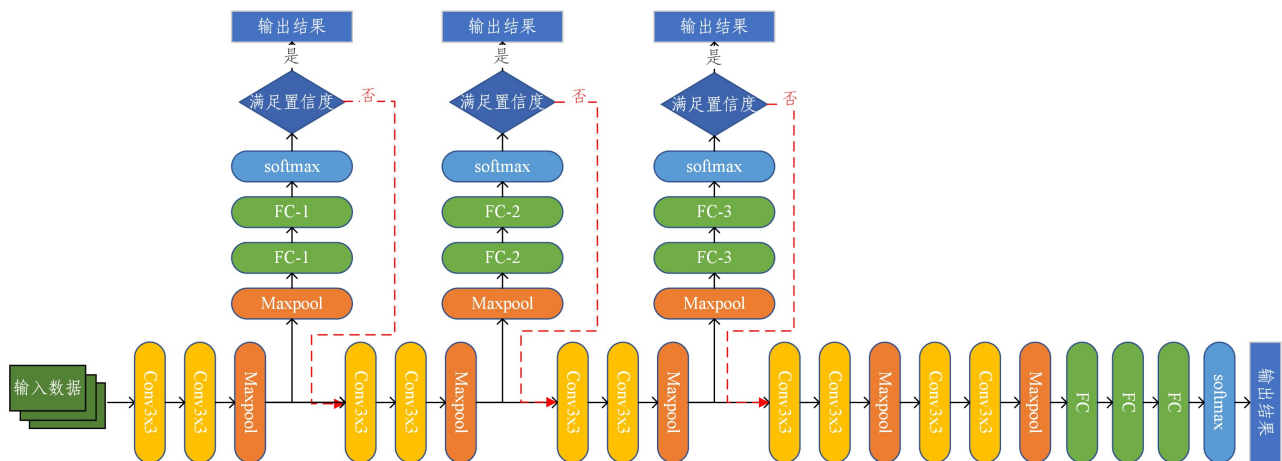 输出结果
输出结果
输出结果
是
是
是
满足置信度
否
满足置信度
否
满足置信度
否
softmax
softmax
softmax
FC-1
FC-2
FC-3
FC-1
FC-2
FC-3
Maxpool
Maxpool
Maxpool
输入数据
Conv3x3
Conv3x3
Maxpool
Conv3x3
Conv3x3
Maxpool
Conv3x3
Conv3x3
Maxpool
Conv3x3
Conv3x3
Maxpool
Conv3x3
Conv3x3
Maxpool
FC
FC
FC
softmax
输出结果